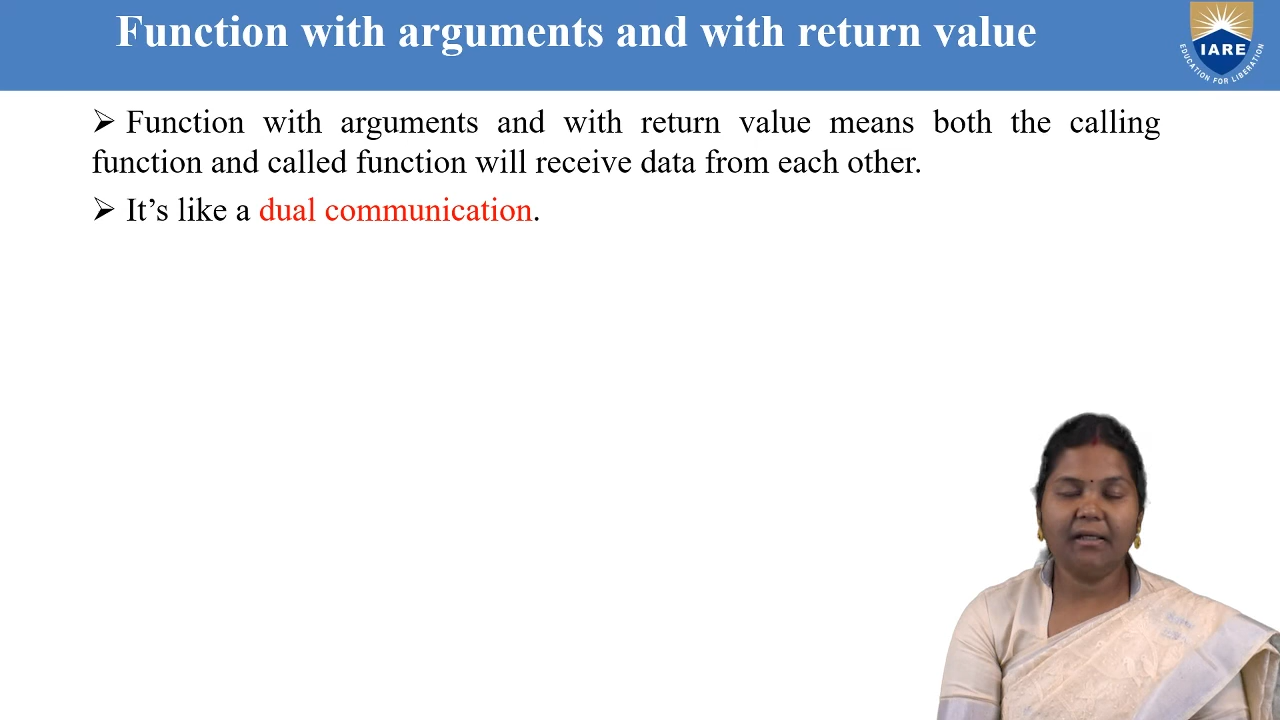 Function with arguments and with return value
IARE
EDUCATION FOR LIBERATION
➢ Function with arguments and with return value means both the calling
function and called function will receive data from each other.
➢ It’s like a dual communication.